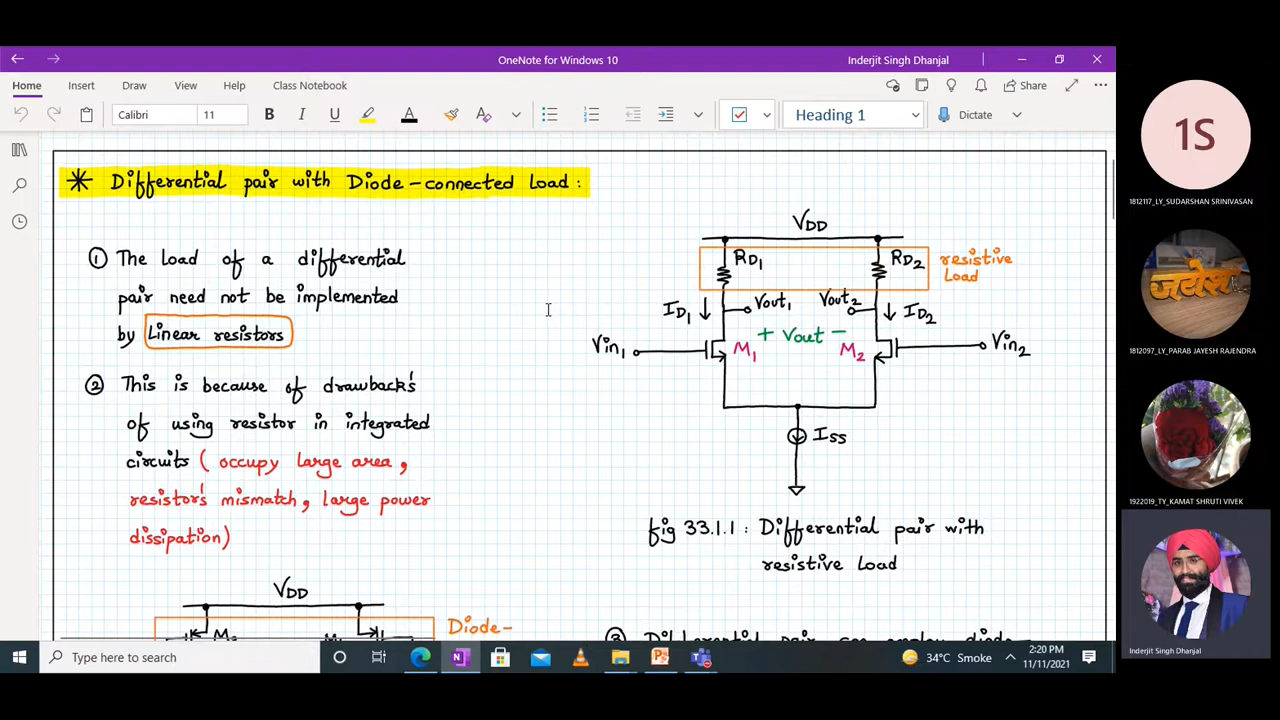 OneNote for Windows 10
Inderjit Singh Dhanjal
Home
Insert
Draw
View
Help
Class Notebook
Share
Calibri
11
B
I
U
A
Heading 1
Dictate
* Differential pair with Diode-connected Load :
① The Load of a differential
pair need not be implemented
by Linear resistors
② This is because of drawback's
of using resistor in integrated
circuits ( occupy large area,
resistor's mismatch, large power
dissipation)
VDD
Diode-
VDD
RD1
RD2
resistive
Load
ID1
Vout1
Vout2
ID2
+ Vout −
Vin1
M1
M2
Vin2
ISS
fig 33.1.1 : Differential pair with
resistive Load
1S
1812117_LY_SUDARSHAN SRINIVASAN
जयेश
1812097_LY_PARAB JAYESH RAJENDRA
1922019_TY_KAMAT SHRUTI VIVEK
Inderjit Singh Dhanjal
Type here to search
34°C Smoke
2:20 PM
11/11/2021